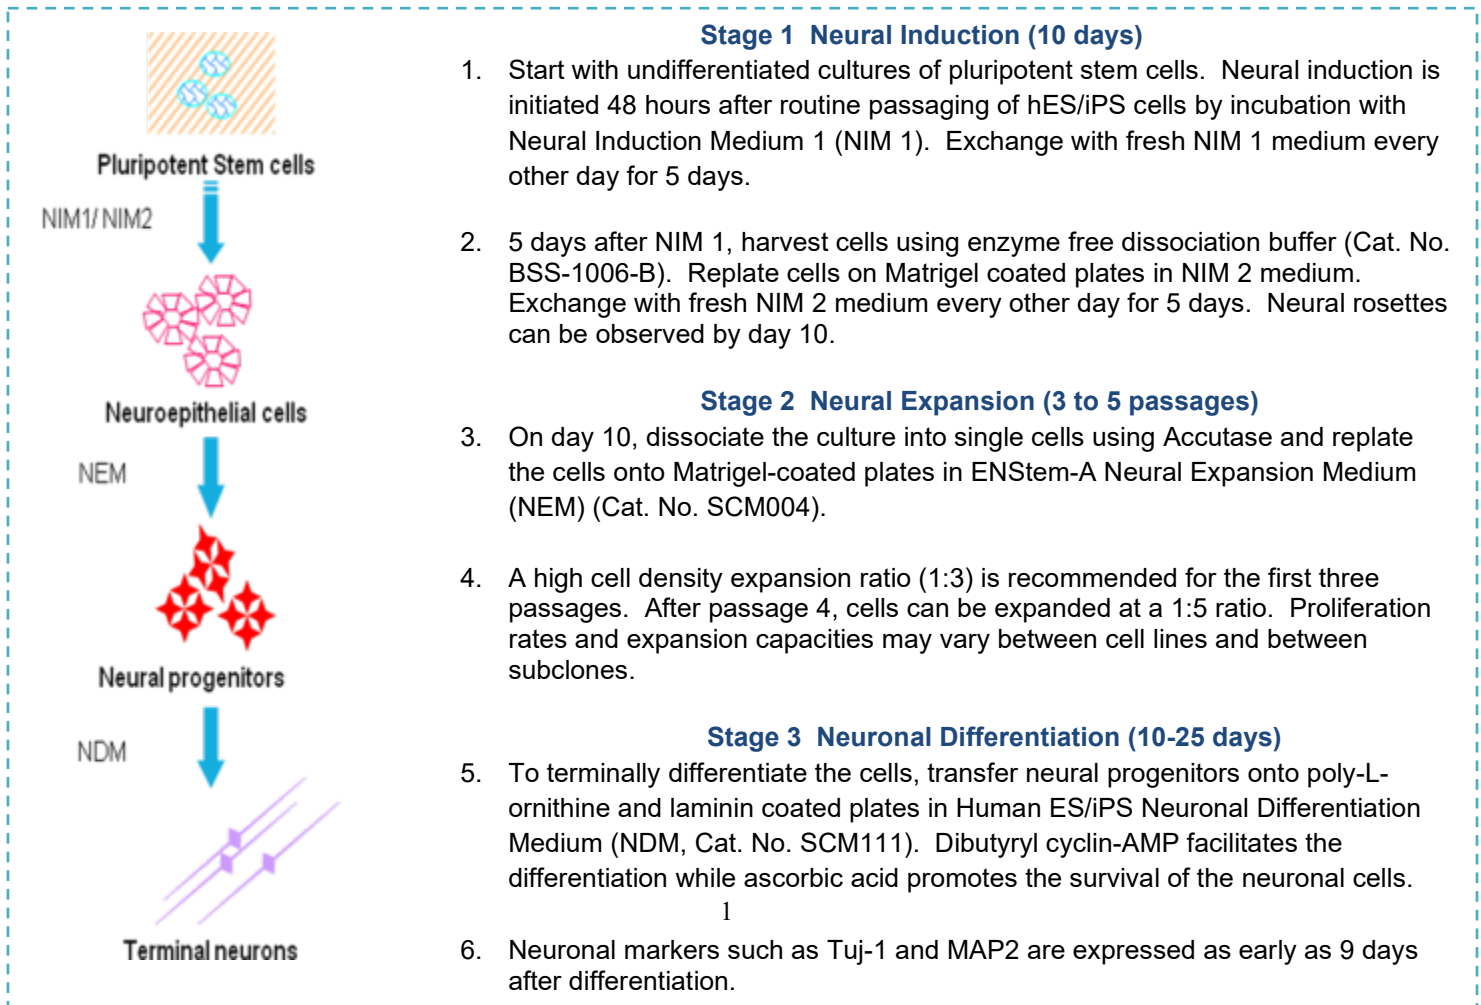 Stage 1 Neural Induction (10 days)
1. Start with undifferentiated cultures of pluripotent stem cells. Neural induction is
initiated 48 hours after routine passaging of hES/iPS cells by incubation with
Neural Induction Medium 1 (NIM 1). Exchange with fresh NIM 1 medium every
other day for 5 days.
2. 5 days after NIM 1, harvest cells using enzyme free dissociation buffer (Cat. No.
BSS-1006-B). Replate cells on Matrigel coated plates in NIM 2 medium.
Exchange with fresh NIM 2 medium every other day for 5 days. Neural rosettes
can be observed by day 10.
Stage 2 Neural Expansion (3 to 5 passages)
3. On day 10, dissociate the culture into single cells using Accutase and replate
the cells onto Matrigel-coated plates in ENStem-A Neural Expansion Medium
(NEM) (Cat. No. SCM004).
4. A high cell density expansion ratio (1:3) is recommended for the first three
passages. After passage 4, cells can be expanded at a 1:5 ratio. Proliferation
rates and expansion capacities may vary between cell lines and between
subclones.
Stage 3 Neuronal Differentiation (10-25 days)
5. To terminally differentiate the cells, transfer neural progenitors onto poly-L-
ornithine and laminin coated plates in Human ES/iPS Neuronal Differentiation
Medium (NDM, Cat. No. SCM111). Dibutyryl cyclin-AMP facilitates the
differentiation while ascorbic acid promotes the survival of the neuronal cells.
1
6. Neuronal markers such as Tuj-1 and MAP2 are expressed as early as 9 days
after differentiation.
Pluripotent Stem cells
NIM1/ NIM2
Neuroepithelial cells
NEM
Neural progenitors
NDM
Terminal neurons